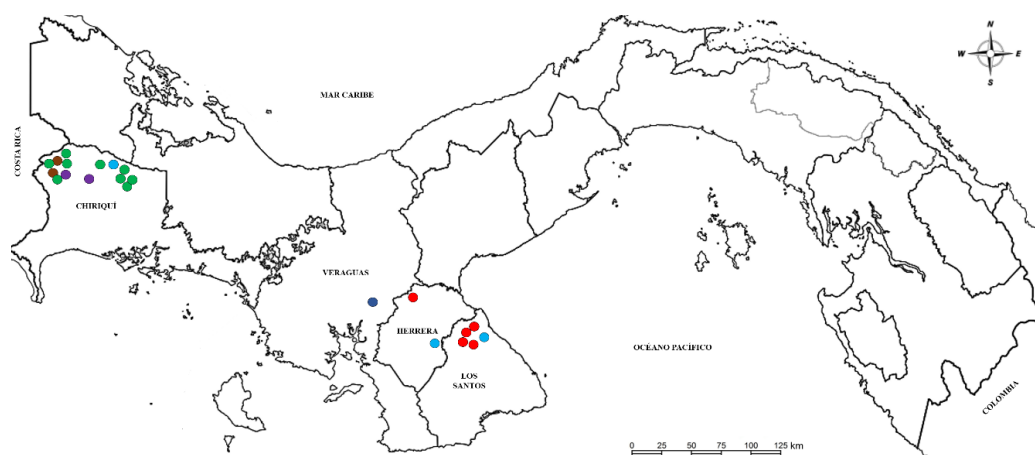 N
W E
S
MAR CARIBE
COSTA RICA
CHIRIQUÍ
VERAGUAS
HERRERA
LOS
SANTOS
OCÉANO PACÍFICO
COLOMBIA
0 25 50 75 100 125 km